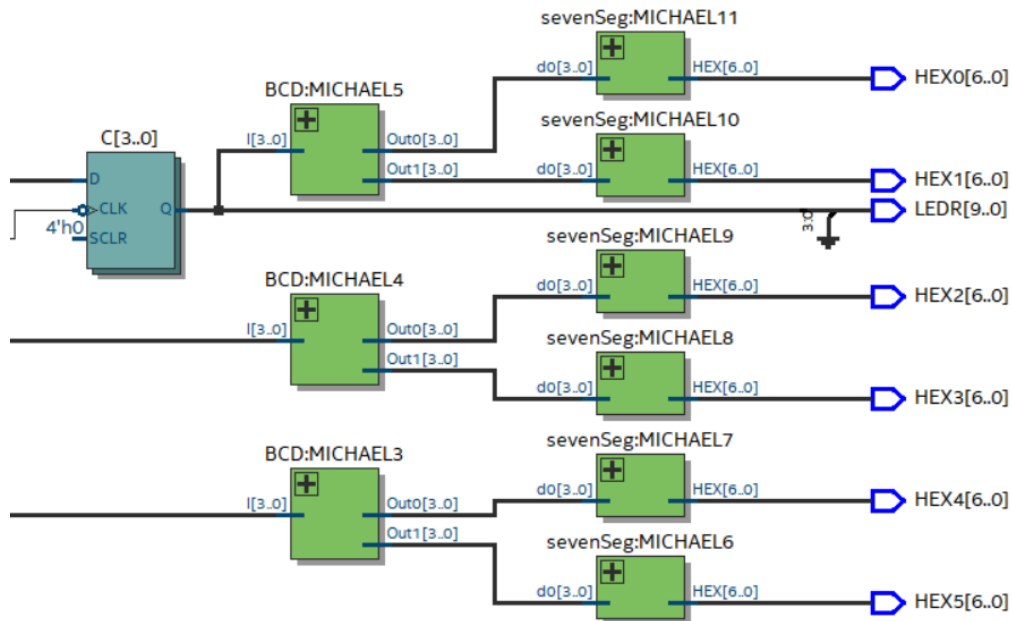 sevenSeg:MICHAEL11
d0[3..0]
HEX[6..0]
HEX0[6..0]
BCD:MICHAEL5
I[3..0]
Out0[3..0]
Out1[3..0]
sevenSeg:MICHAEL10
d0[3..0]
HEX[6..0]
HEX1[6..0]
C[3..0]
D
CLK
Q
4'h0
SCLR
3:0
LEDR[9..0]
sevenSeg:MICHAEL9
d0[3..0]
HEX[6..0]
HEX2[6..0]
BCD:MICHAEL4
I[3..0]
Out0[3..0]
Out1[3..0]
sevenSeg:MICHAEL8
d0[3..0]
HEX[6..0]
HEX3[6..0]
BCD:MICHAEL3
I[3..0]
Out0[3..0]
Out1[3..0]
sevenSeg:MICHAEL7
d0[3..0]
HEX[6..0]
HEX4[6..0]
sevenSeg:MICHAEL6
d0[3..0]
HEX[6..0]
HEX5[6..0]